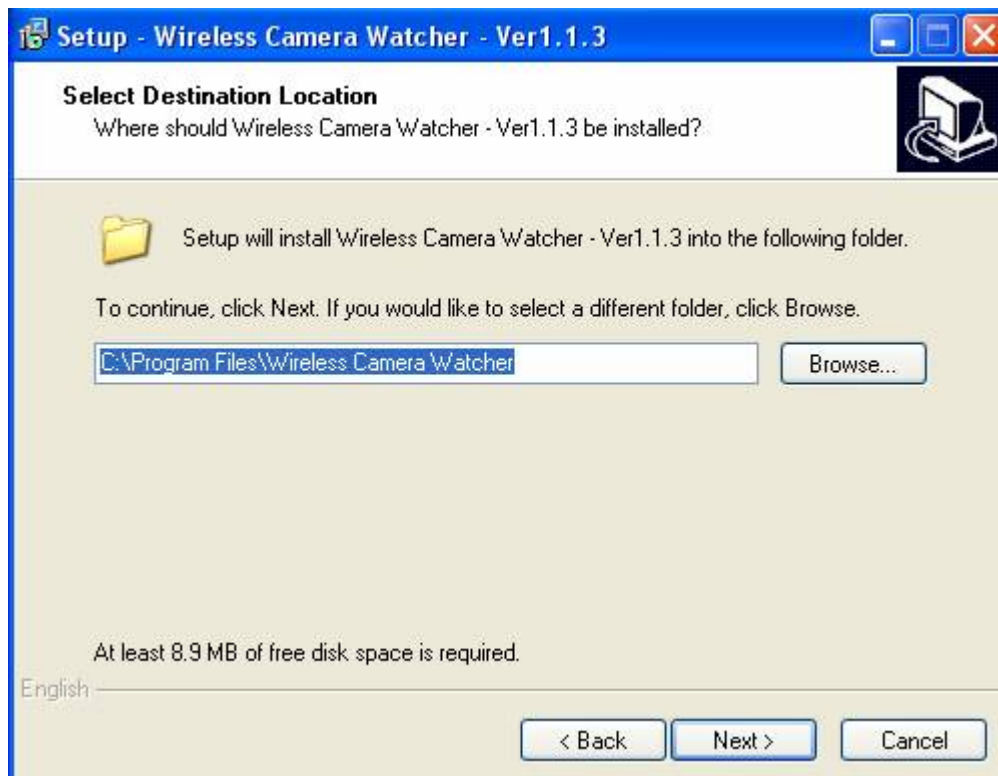 Setup - Wireless Camera Watcher - Ver1.1.3
Select Destination Location
Where should Wireless Camera Watcher - Ver1.1.3 be installed?
Setup will install Wireless Camera Watcher - Ver1.1.3 into the following folder.
To continue, click Next. If you would like to select a different folder, click Browse.
C:\Program Files\Wireless Camera Watcher
Browse...
At least 8.9 MB of free disk space is required.
English
< Back
Next >
Cancel